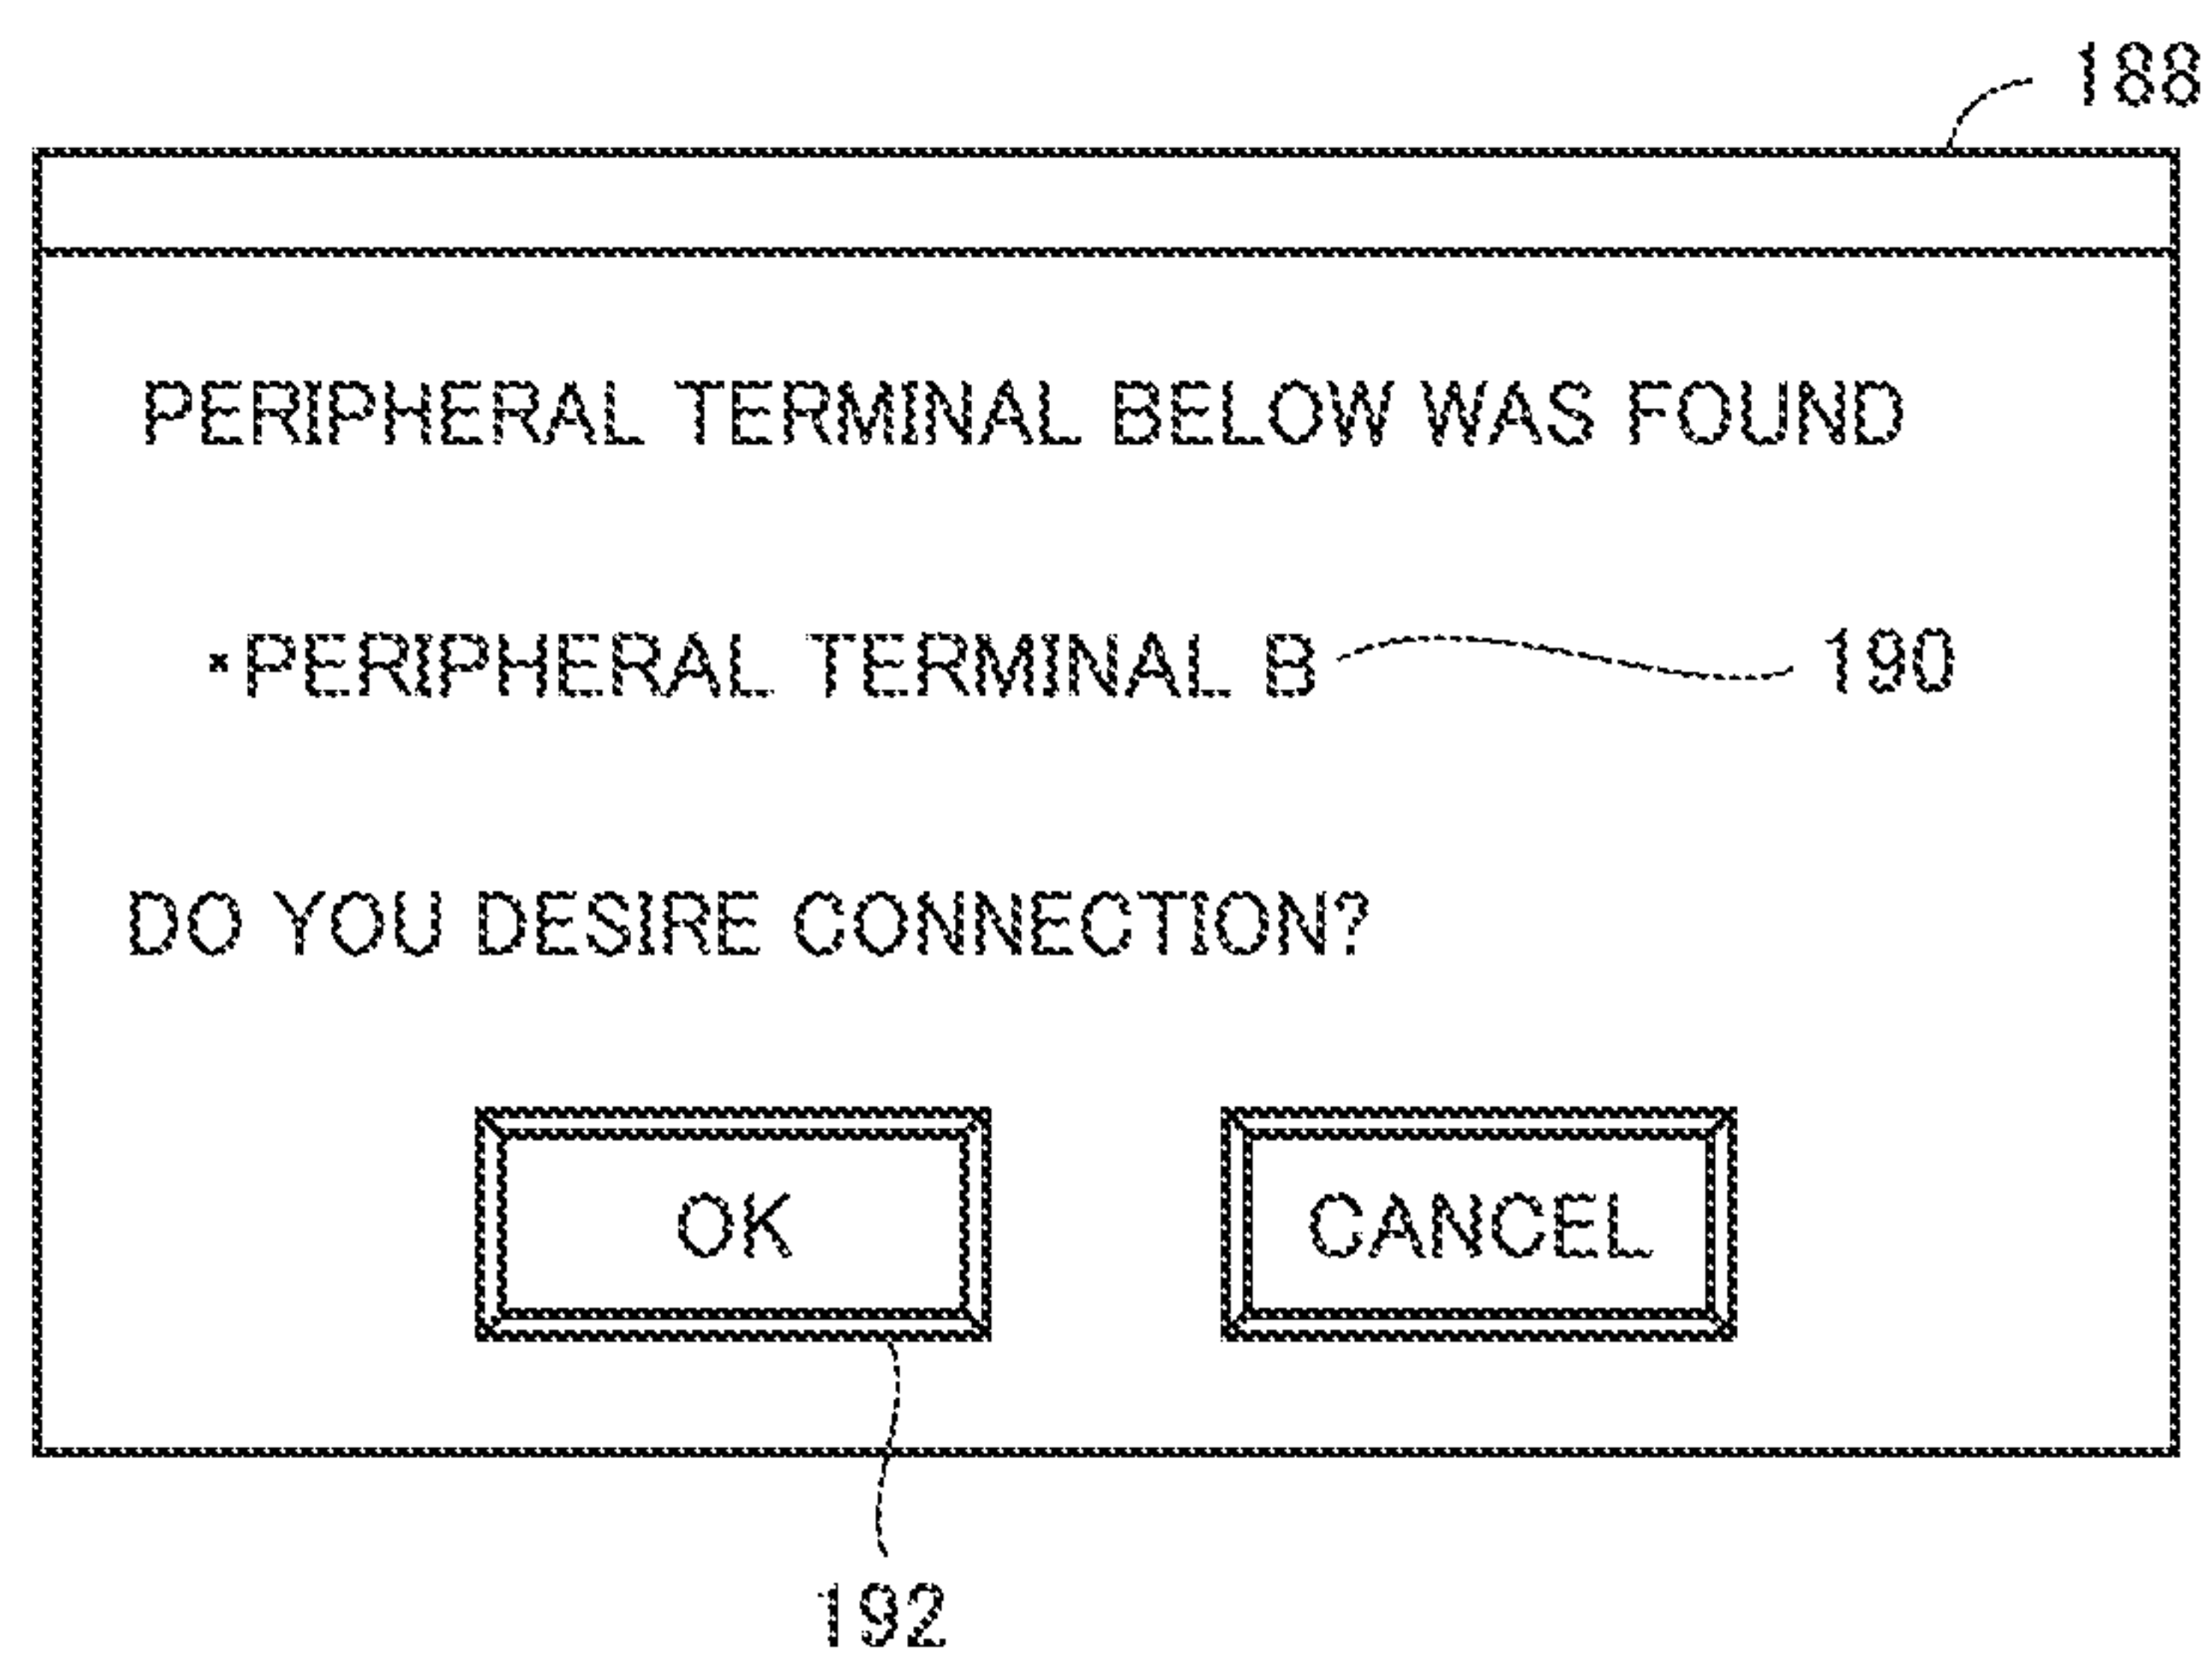 188
PERIPHERAL TERMINAL BELOW WAS FOUND
・PERIPHERAL TERMINAL B 190
DO YOU DESIRE CONNECTION?
OK CANCEL
192